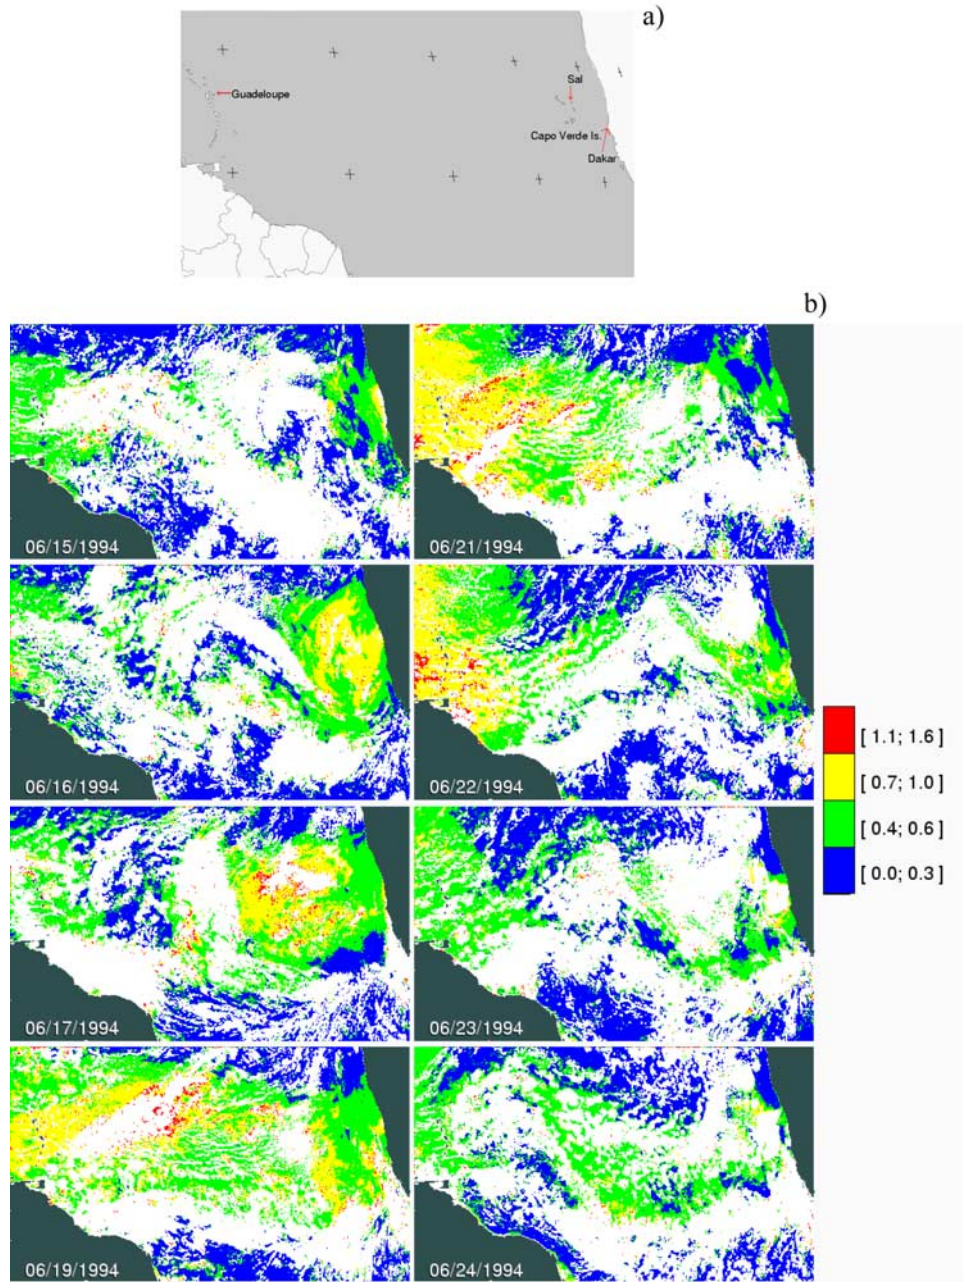 a)
Guadeloupe
Sal
Capo Verde Is.
Dakar
b)
06/15/1994
06/21/1994
06/16/1994
06/22/1994
[ 1.1; 1.6 ]
[ 0.7; 1.0 ]
[ 0.4; 0.6 ]
[ 0.0; 0.3 ]
06/17/1994
06/23/1994
06/19/1994
06/24/1994